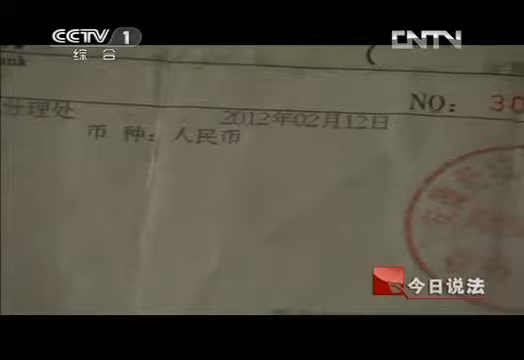 CCTV 1
综合
CNTV
ank
NO: 30
分理处
2012年02月12日
币 种: 人民币
今日说法